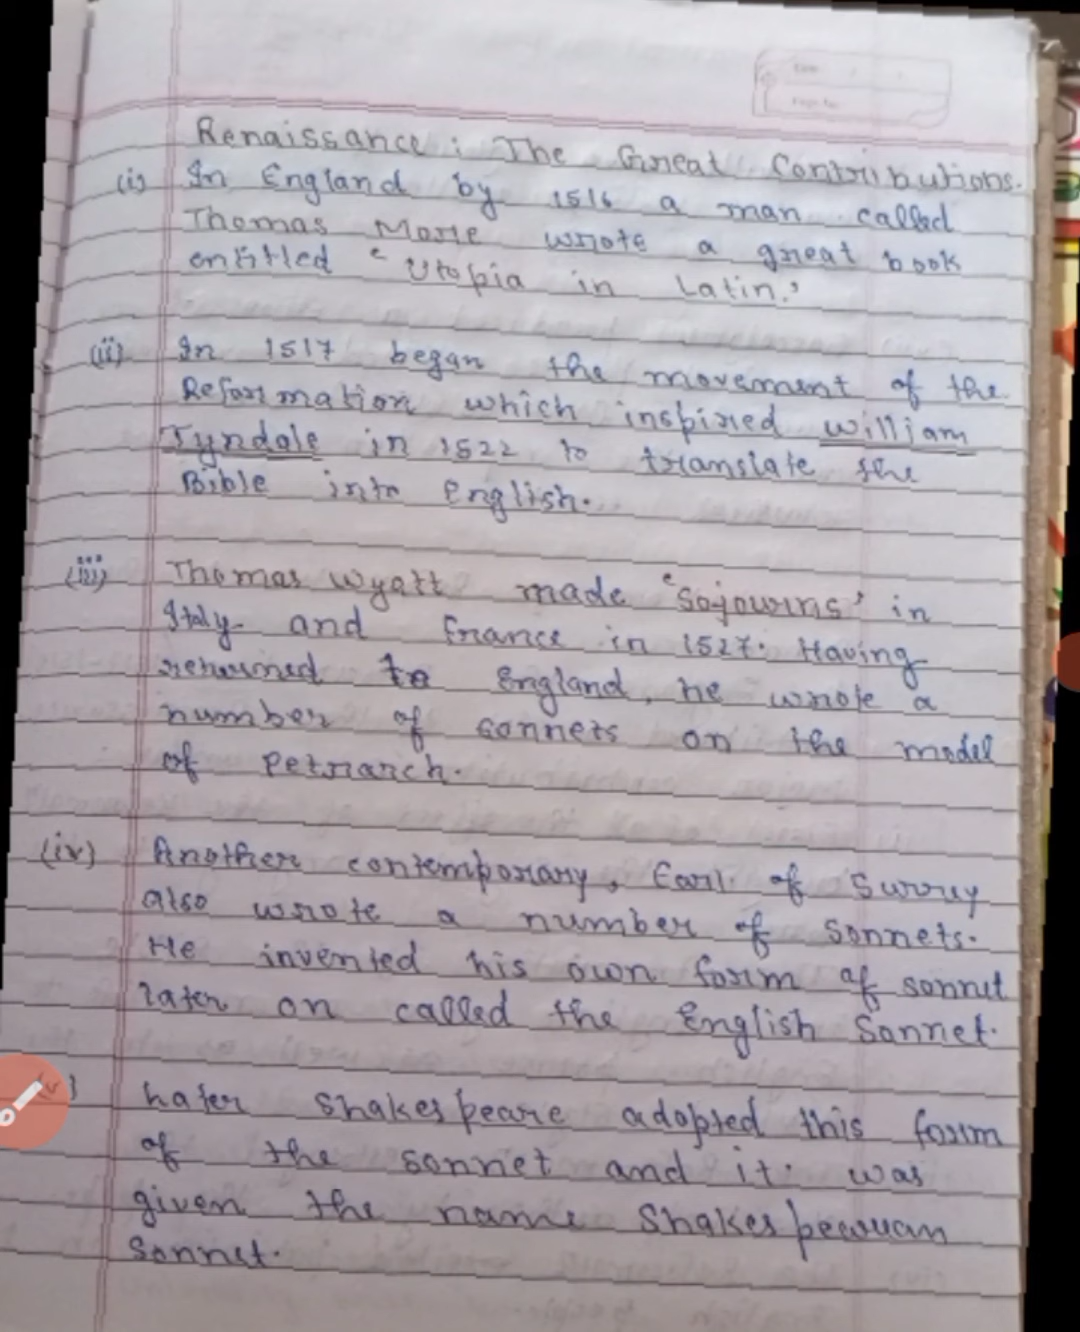 Renaissance : The Great Contributions.
(i) In England by 1516 a man called
Thomas More wrote a great book
entitled 'Utopia in Latin.'
(ii) In 1517 began the movement of the
Reformation which inspired william
Tyndale in 1522 to translate the
Bible into English.
(iii) Thomas Wyatt made 'Sojourns' in
Italy and France in 1527. Having
returned to England, he wrote a
number of sonnets on the model
of Petrarch.
(iv) Another contemporary, Earl of Surrey
also wrote a number of Sonnets.
He invented his own form of sonnet
later on called the English Sonnet.
Later Shakespeare adopted this form
of the sonnet and it was
given the name Shakespearean
Sonnet.